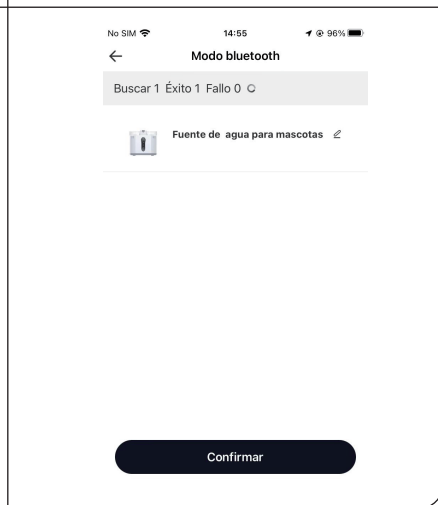 No SIM 14:55 96%
Modo bluetooth
Buscar 1 Éxito 1 Fallo 0
Fuente de agua para mascotas
Confirmar